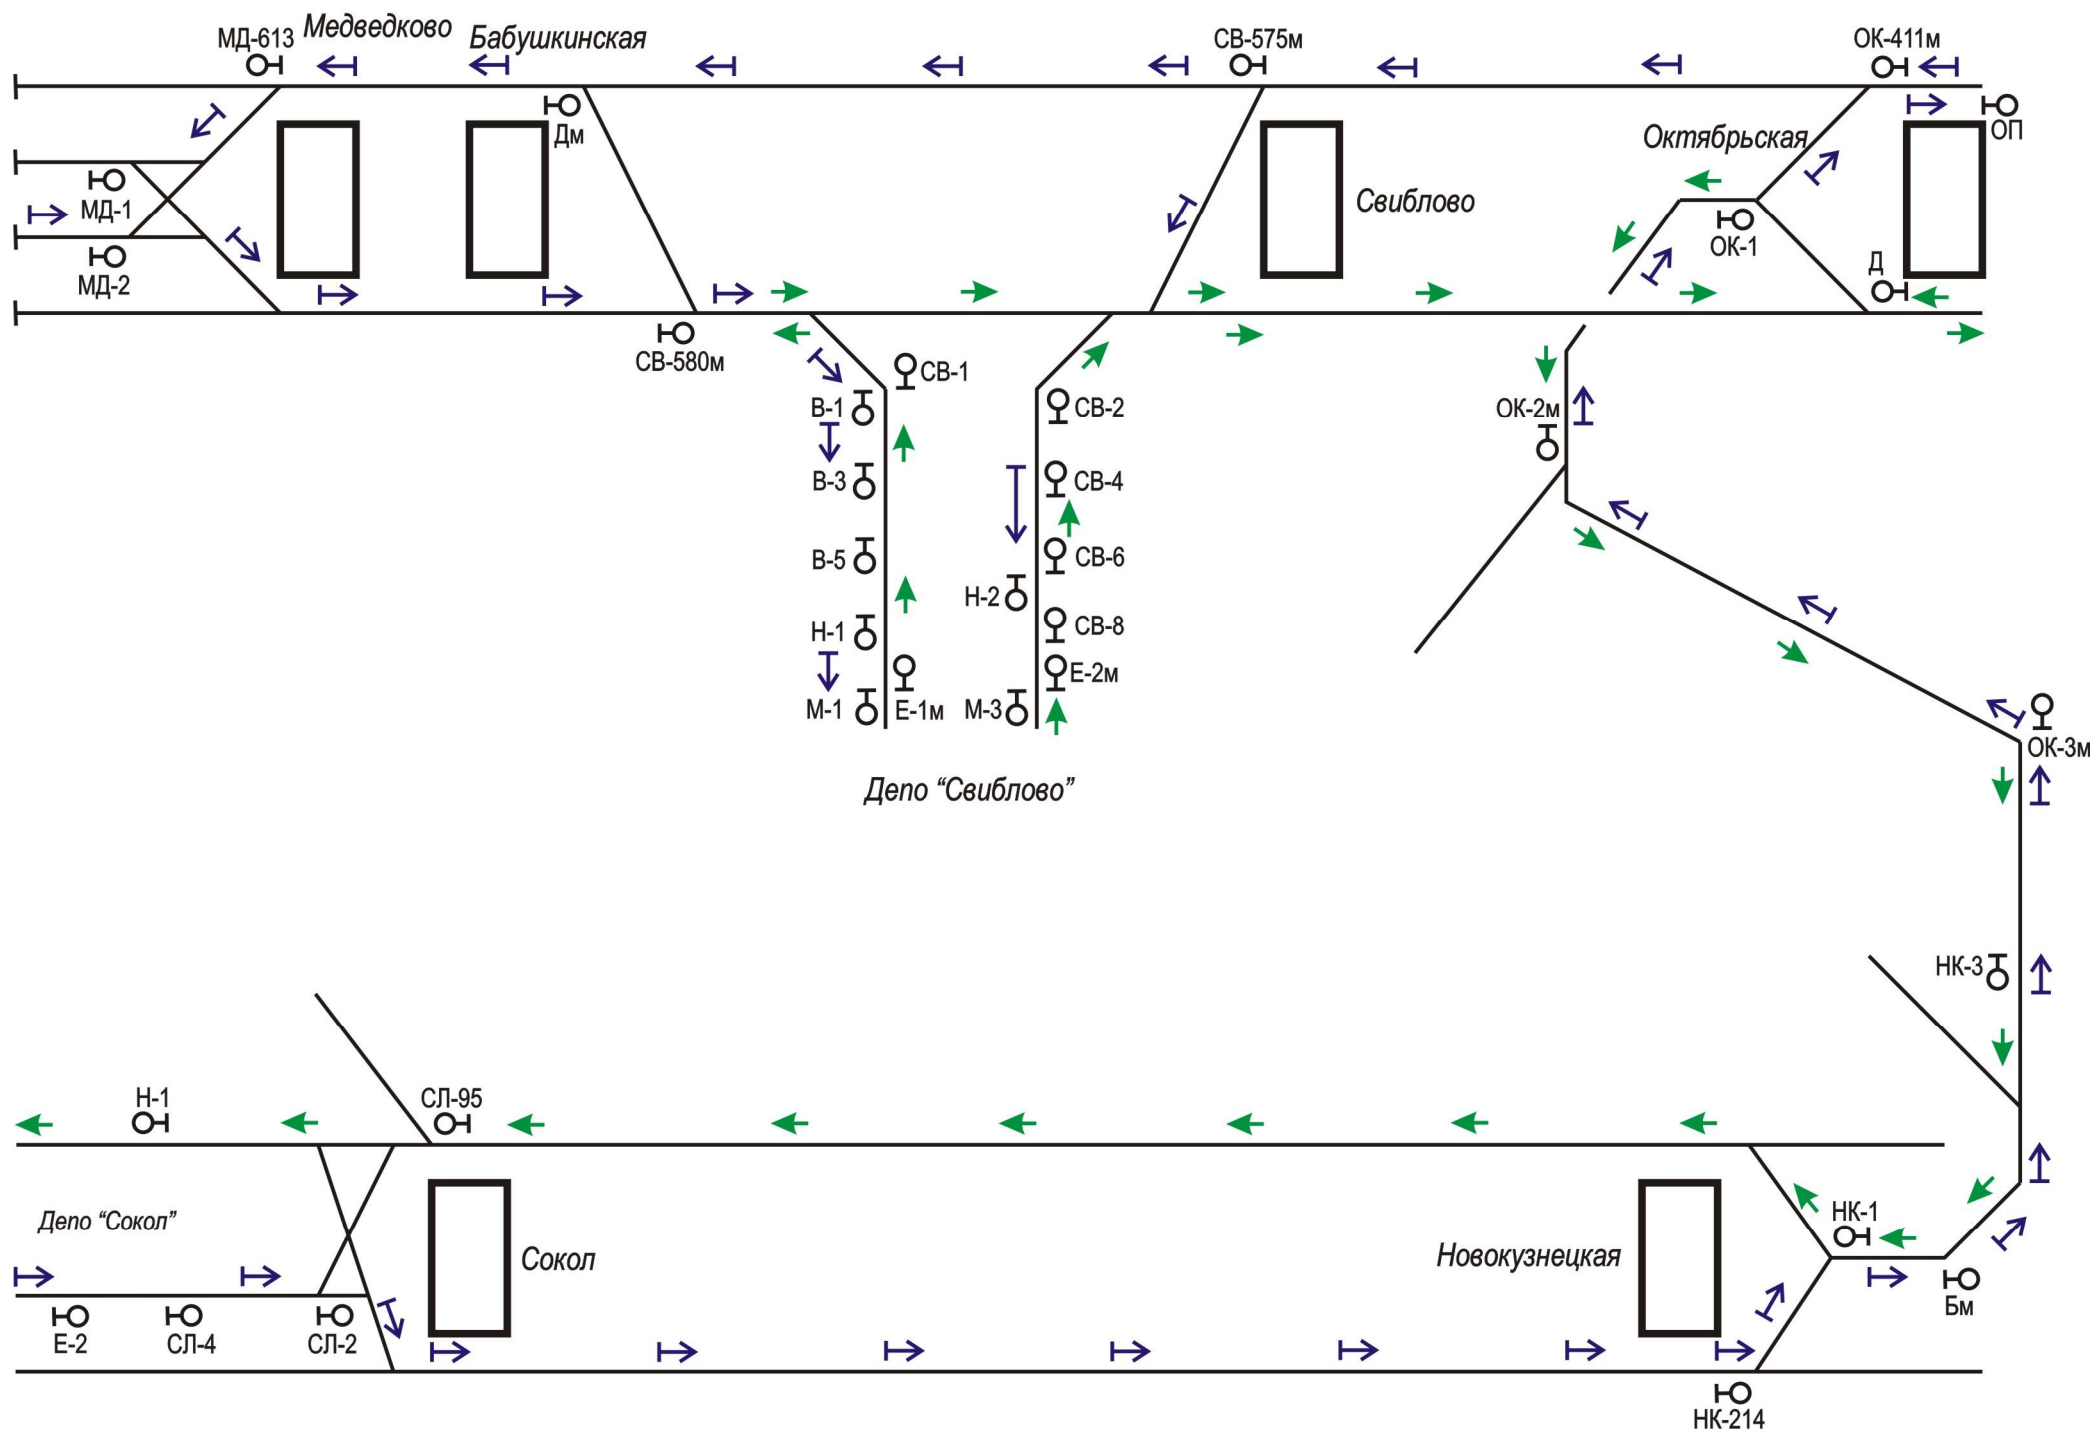 Медведково
МД-613
Бабушкинская
СВ-575м
ОК-411м
Дм
ОП
Октябрьская
МД-1
Свиблово
ОК-1
МД-2
Д
СВ-580м
СВ-1
В-1
СВ-2
ОК-2м
В-3
СВ-4
В-5
СВ-6
Н-2
Н-1
СВ-8
Е-2м
М-1
Е-1м
М-3
ОК-3м
Депо “Свиблово”
НК-3
Н-1
СЛ-95
Депо “Сокол”
НК-1
Сокол
Новокузнецкая
Бм
Е-2
СЛ-4
СЛ-2
НК-214